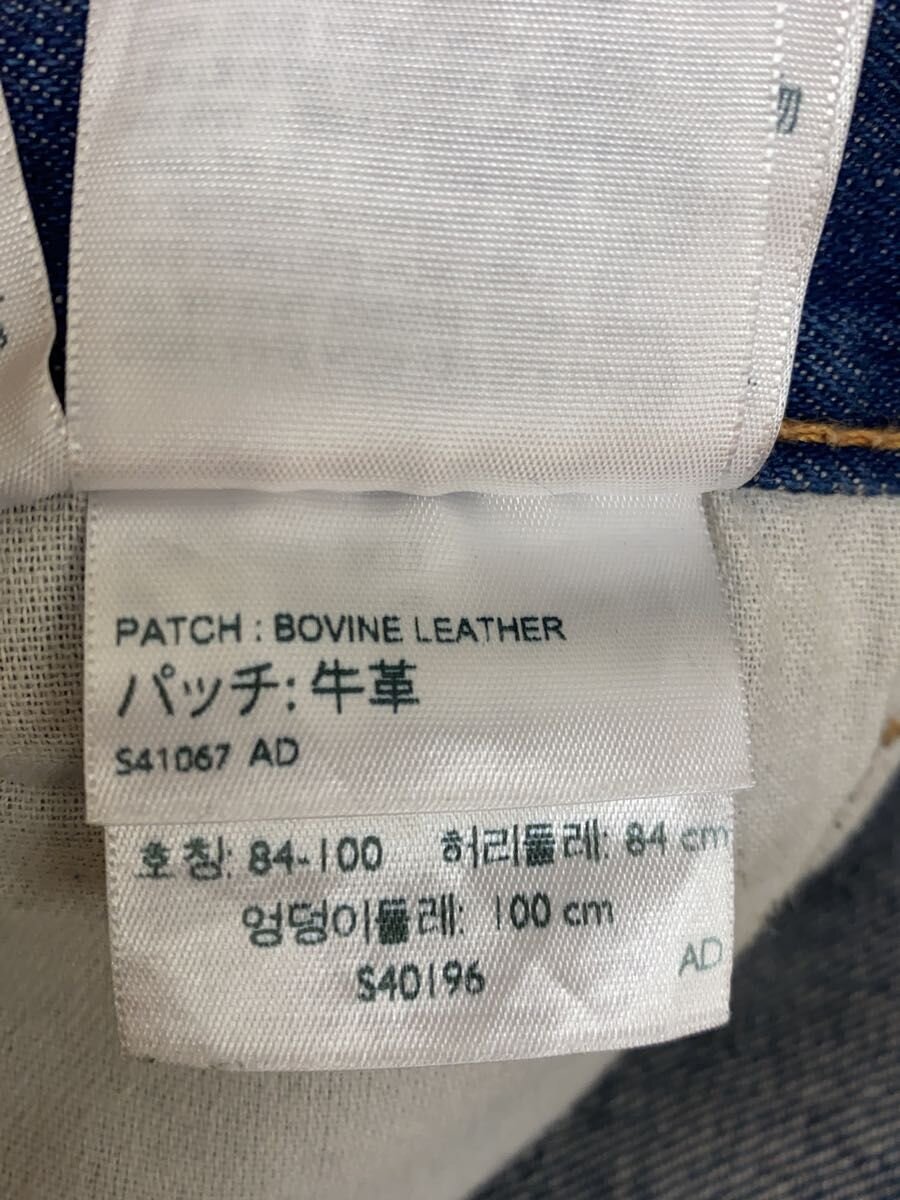 PATCH : BOVINE LEATHER
パッチ: 牛革
S41067 AD
호칭: 84-100 허리둘레: 84 cm
엉덩이둘레: 100 cm
S40196 AD